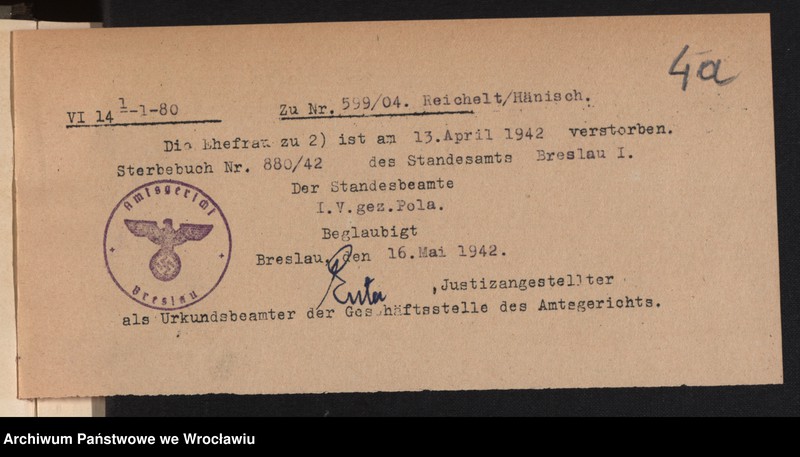 4a
VI 14 1-1-80 Zu Nr. 599/04. Reichelt/Hänisch.
Die Ehefrau zu 2) ist am 13.April 1942 verstorben.
Sterbebuch Nr. 880/42 des Standesamts Breslau I.
Der Standesbeamte
I.V.gez.Pola.
Beglaubigt
Breslau, den 16.Mai 1942.
,Justizangestellter
als Urkundsbeamter der Geschäftsstelle des Amtsgerichts.
Amtsgericht
Breslau
Archiwum Państwowe we Wrocławiu